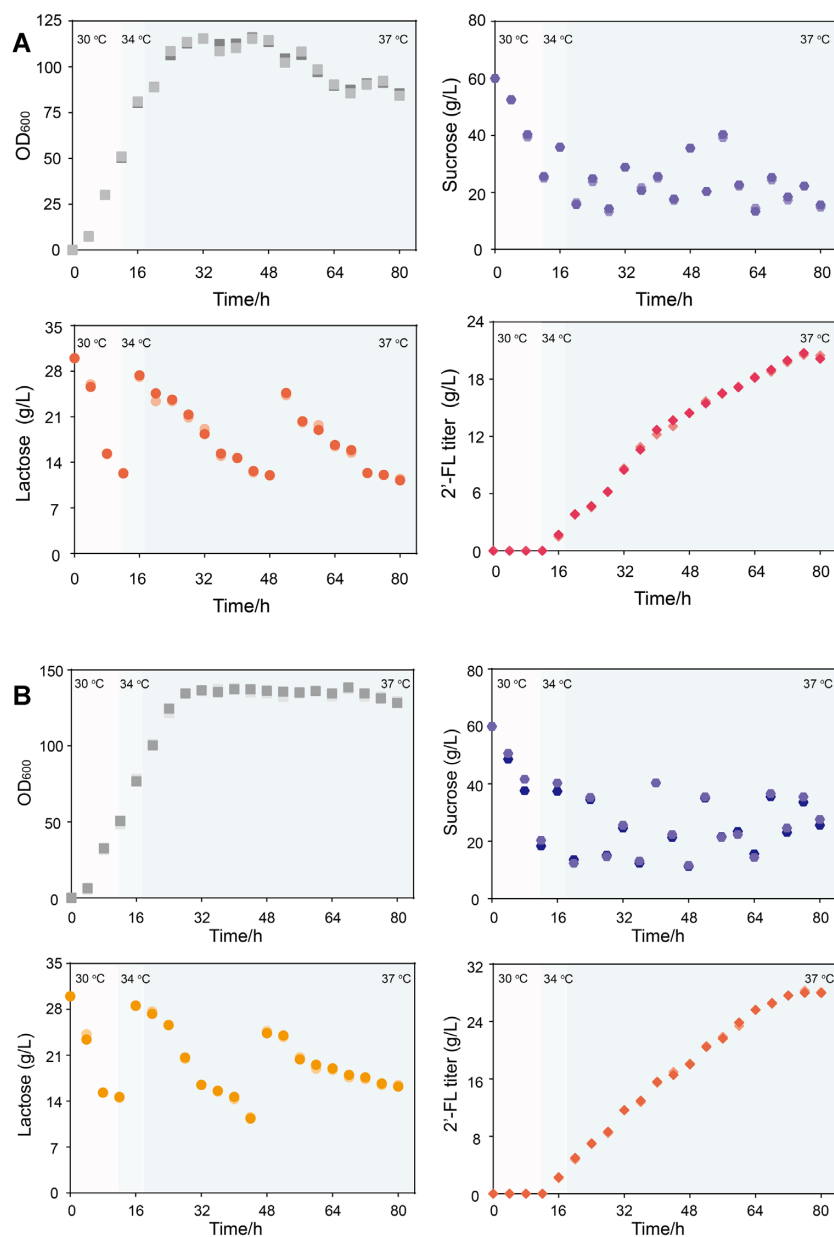 A
30 °C 34 °C 37 °C
OD600
125
100
75
50
25
0
0 16 32 48 64 80
Time/h
30 °C 34 °C 37 °C
Sucrose (g/L)
80
60
40
20
0
0 16 32 48 64 80
Time/h
30 °C 34 °C 37 °C
Lactose (g/L)
35
28
21
14
7
0
0 16 32 48 64 80
Time/h
30 °C 34 °C 37 °C
2'-FL titer (g/L)
24
18
12
6
0
0 16 32 48 64 80
Time/h
B
30 °C 34 °C 37 °C
OD600
150
100
50
0
0 16 32 48 64 80
Time/h
30 °C 34 °C 37 °C
Sucrose (g/L)
80
60
40
20
0
0 16 32 48 64 80
Time/h
30 °C 34 °C 37 °C
Lactose (g/L)
35
28
21
14
7
0
0 16 32 48 64 80
Time/h
30 °C 34 °C 37 °C
2'-FL titer (g/L)
32
24
16
8
0
0 16 32 48 64 80
Time/h